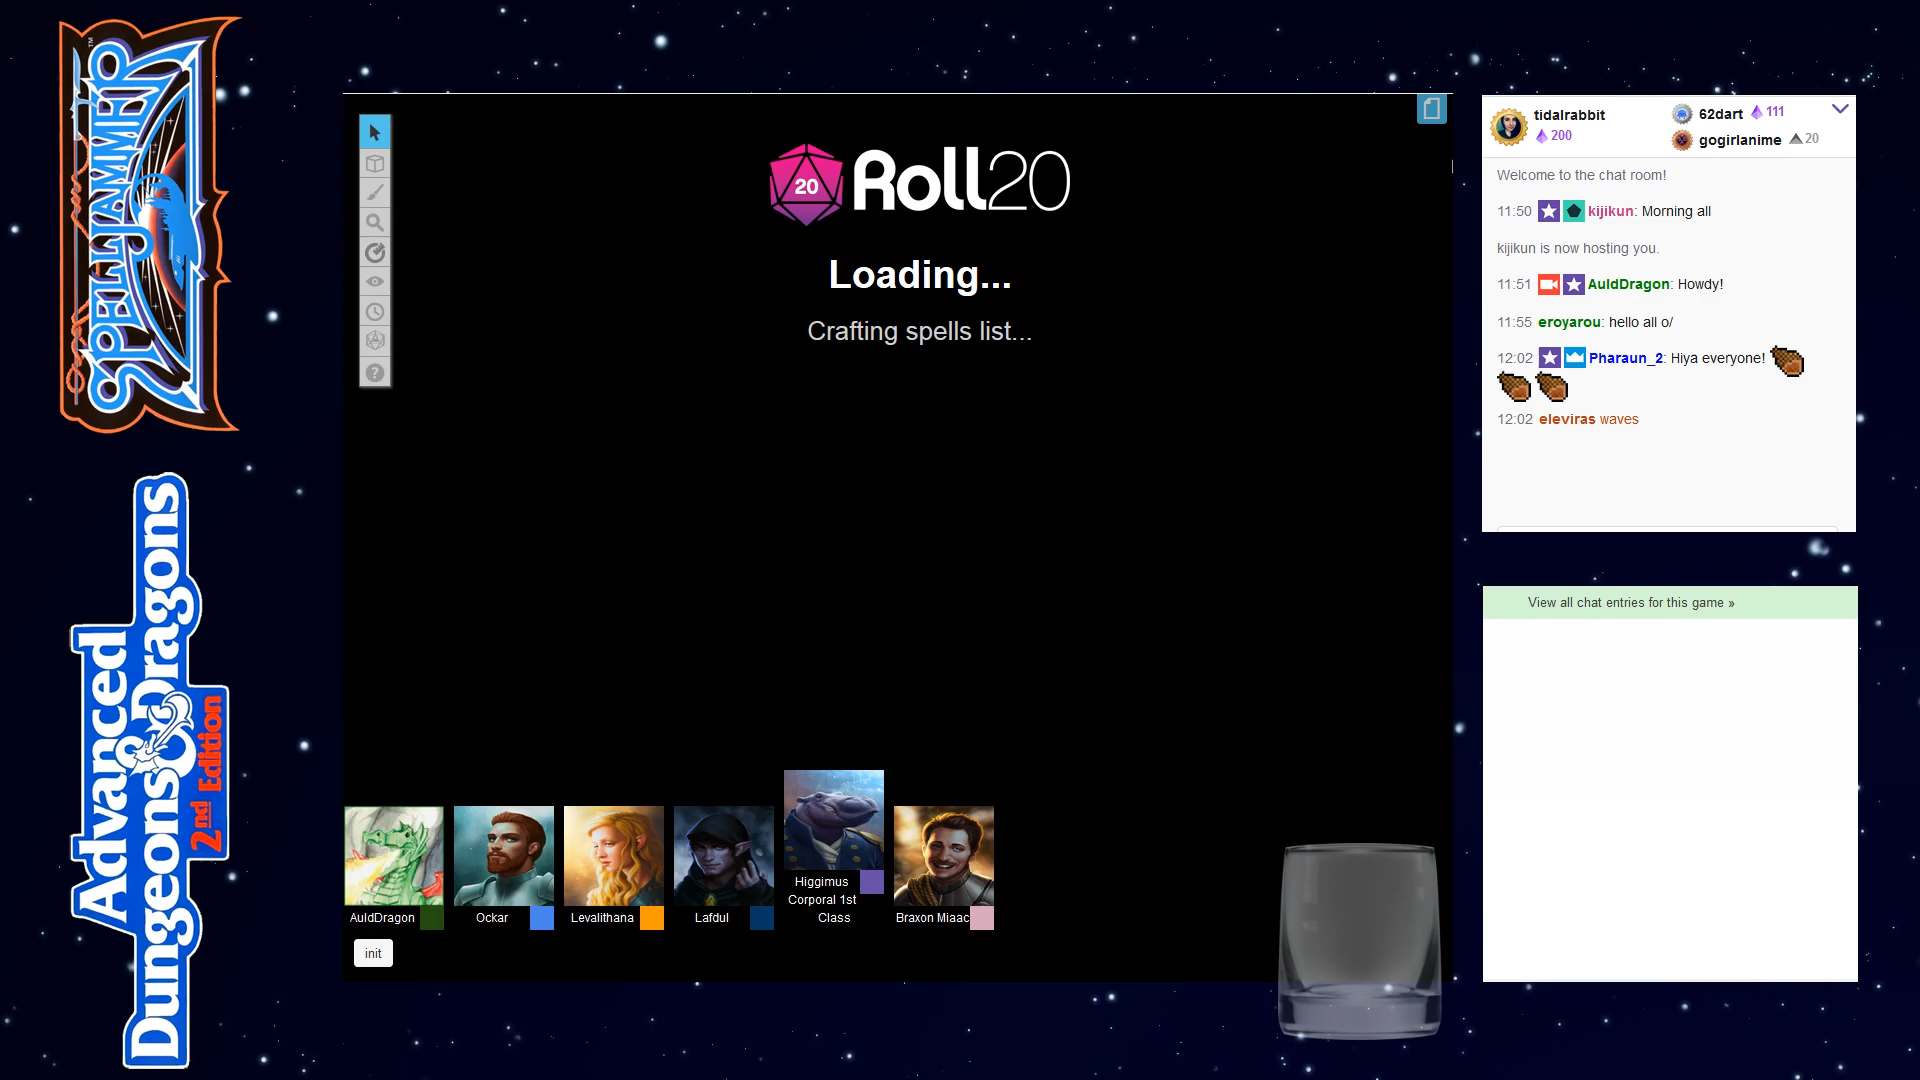 SPELLJAMMER
TM
Advanced
Dungeons & Dragons
2nd Edition
20
Roll20
Loading...
Crafting spells list...
AuldDragon
Ockar
Levalithana
Lafdul
Higgimus
Corporal 1st
Class
Braxon Miaac
init
tidalrabbit
200
62dart 111
gogirlanime 20
Welcome to the chat room!
11:50 kijikun: Morning all
kijikun is now hosting you.
11:51 AuldDragon: Howdy!
11:55 eroyarou: hello all o/
12:02 Pharaun_2: Hiya everyone!
12:02 eleviras waves
View all chat entries for this game »